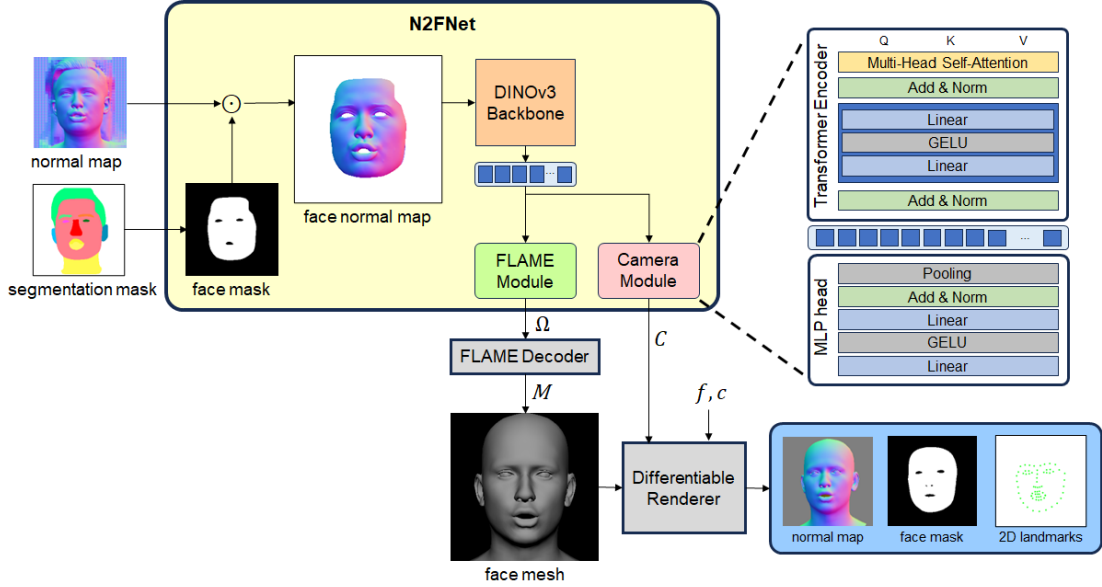 N2FNet
normal map
segmentation mask
face mask
face normal map
DINOv3
Backbone
...
FLAME
Module
Camera
Module
Ω
C
FLAME Decoder
M
f, c
face mesh
Differentiable
Renderer
normal map
face mask
2D landmarks
Transformer Encoder
Q K V
Multi-Head Self-Attention
Add & Norm
Linear
GELU
Linear
Add & Norm
...
MLP head
Pooling
Add & Norm
Linear
GELU
Linear